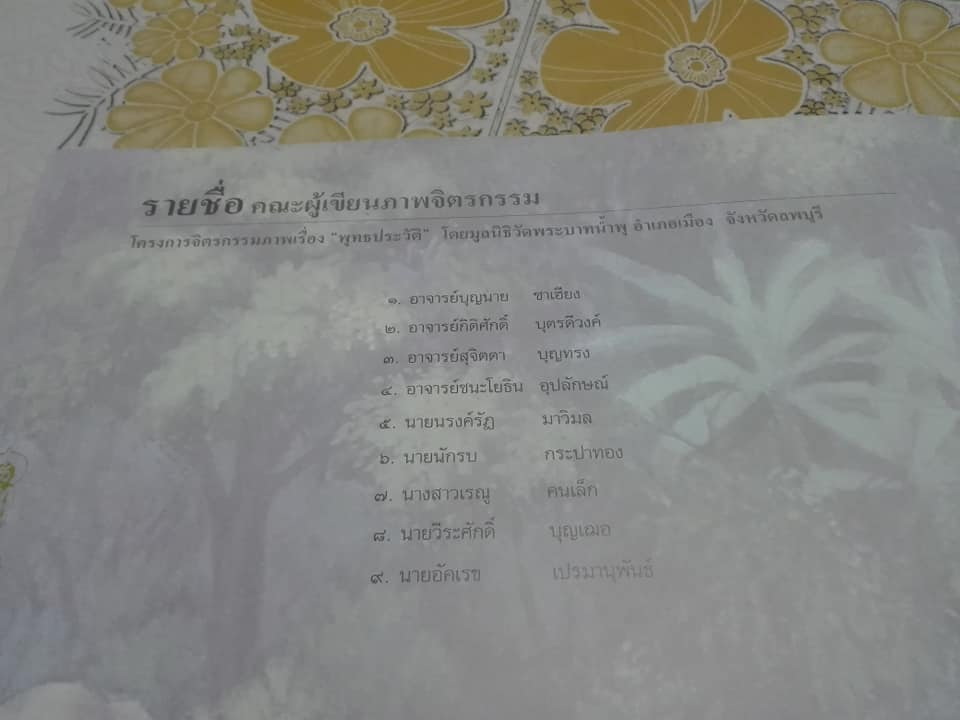 รายชื่อ คณะผู้เขียนภาพจิตรกรรม
โครงการจิตรกรรมภาพเรื่อง "พุทธประวัติ" โดยมูลนิธิวัดพระบาทน้ำพุ อำเภอเมือง จังหวัดลพบุรี
๑. อาจารย์บุญนาย ซาเฮียง
๒. อาจารย์กิติศักดิ์ บุตรดีวงค์
๓. อาจารย์สุจิตตา บุญทรง
๔. อาจารย์ชนะโยธิน อุปลักษณ์
๕. นายนรงค์รัฏ มาวิมล
๖. นายนักรบ กระปาทอง
๗. นางสาวเรณู คนเล็ก
๘. นายวีระศักดิ์ บุญเฌอ
๙. นายอัคเรข เปรมานุพันธ์